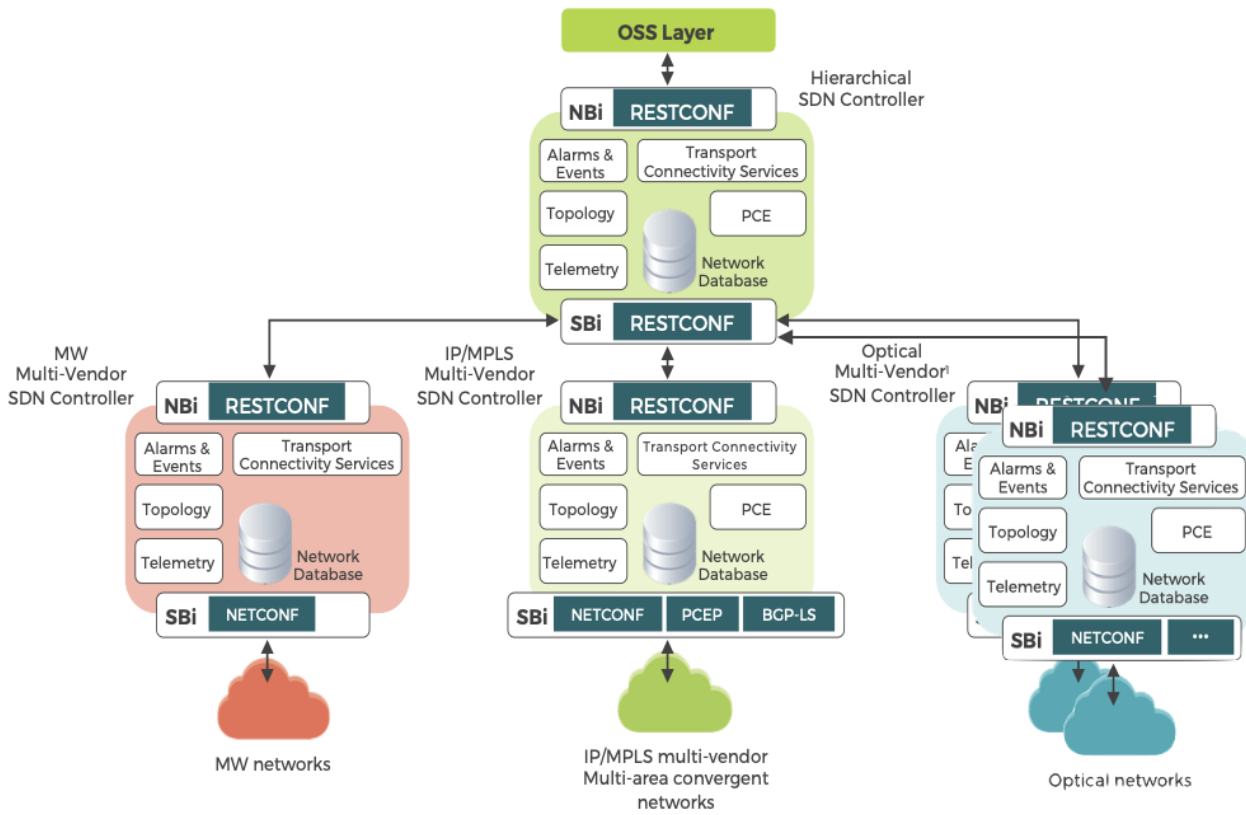 OSS Layer
Hierarchical
SDN Controller
NBi RESTCONF
Alarms &
Events
Transport
Connectivity Services
Topology
PCE
Telemetry
Network
Database
SBi RESTCONF
MW
Multi-Vendor
SDN Controller
NBi RESTCONF
Alarms &
Events
Transport
Connectivity Services
Topology
Telemetry
Network
Database
SBi NETCONF
MW networks
IP/MPLS
Multi-Vendor
SDN Controller
NBi RESTCONF
Alarms &
Events
Transport Connectivity
Services
Topology
PCE
Telemetry
Network
Database
SBi NETCONF PCEP BGP-LS
IP/MPLS multi-vendor
Multi-area convergent
networks
Optical
Multi-Vendor¹
SDN Controller
NBi RESTCONF
NBi RESTCONF
Alarms &
Events
Transport
Connectivity Services
Topology
PCE
Telemetry
Network
Database
SBi NETCONF ...
Optical networks